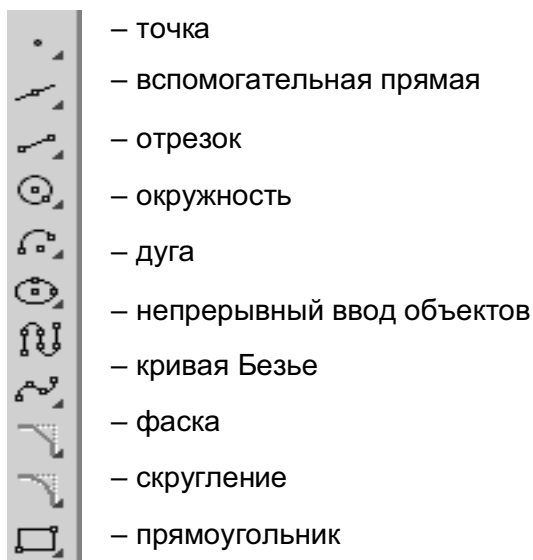 – точка
– вспомогательная прямая
– отрезок
– окружность
– дуга
– непрерывный ввод объектов
– кривая Безье
– фаска
– скругление
– прямоугольник